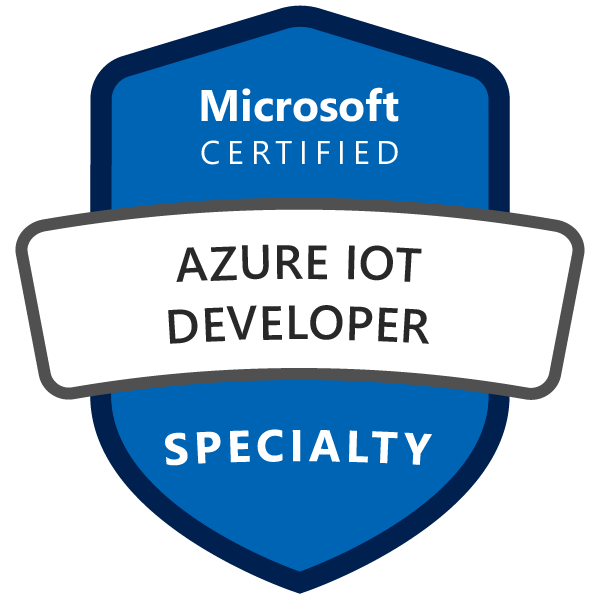 Microsoft
CERTIFIED
AZURE IOT
DEVELOPER
SPECIALTY